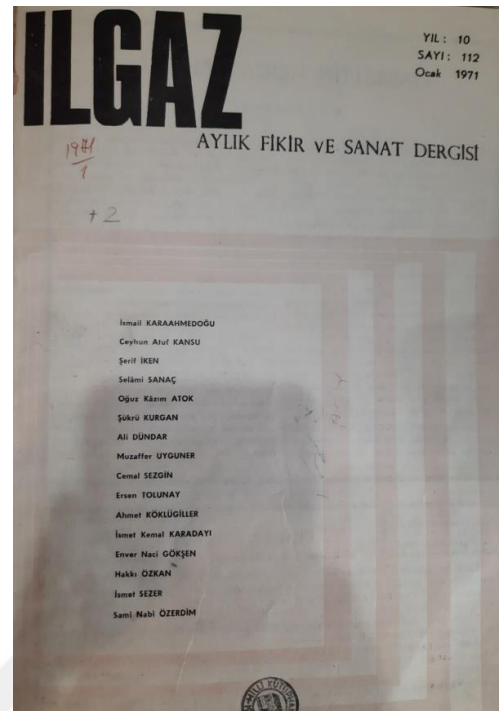 ILGAZ
YIL : 10
SAYI : 112
Ocak 1971
AYLIK FİKİR VE SANAT DERGİSİ
1971
1
+2
İsmail KARAAHMEDOĞU
Ceyhun Atuf KANSU
Şerif İKEN
Selâmi SANAÇ
Oğuz Kâzım ATOK
Şükrü KURGAN
Ali DÜNDAR
Muzaffer UYGUNER
Cemal SEZGİN
Ersen TOLUNAY
Ahmet KÖKLÜGİLLER
İsmet Kemal KARADAYI
Enver Naci GÖKŞEN
Hakkı ÖZKAN
İsmet SEZER
Sami Nabi ÖZERDİM
MİLLİ